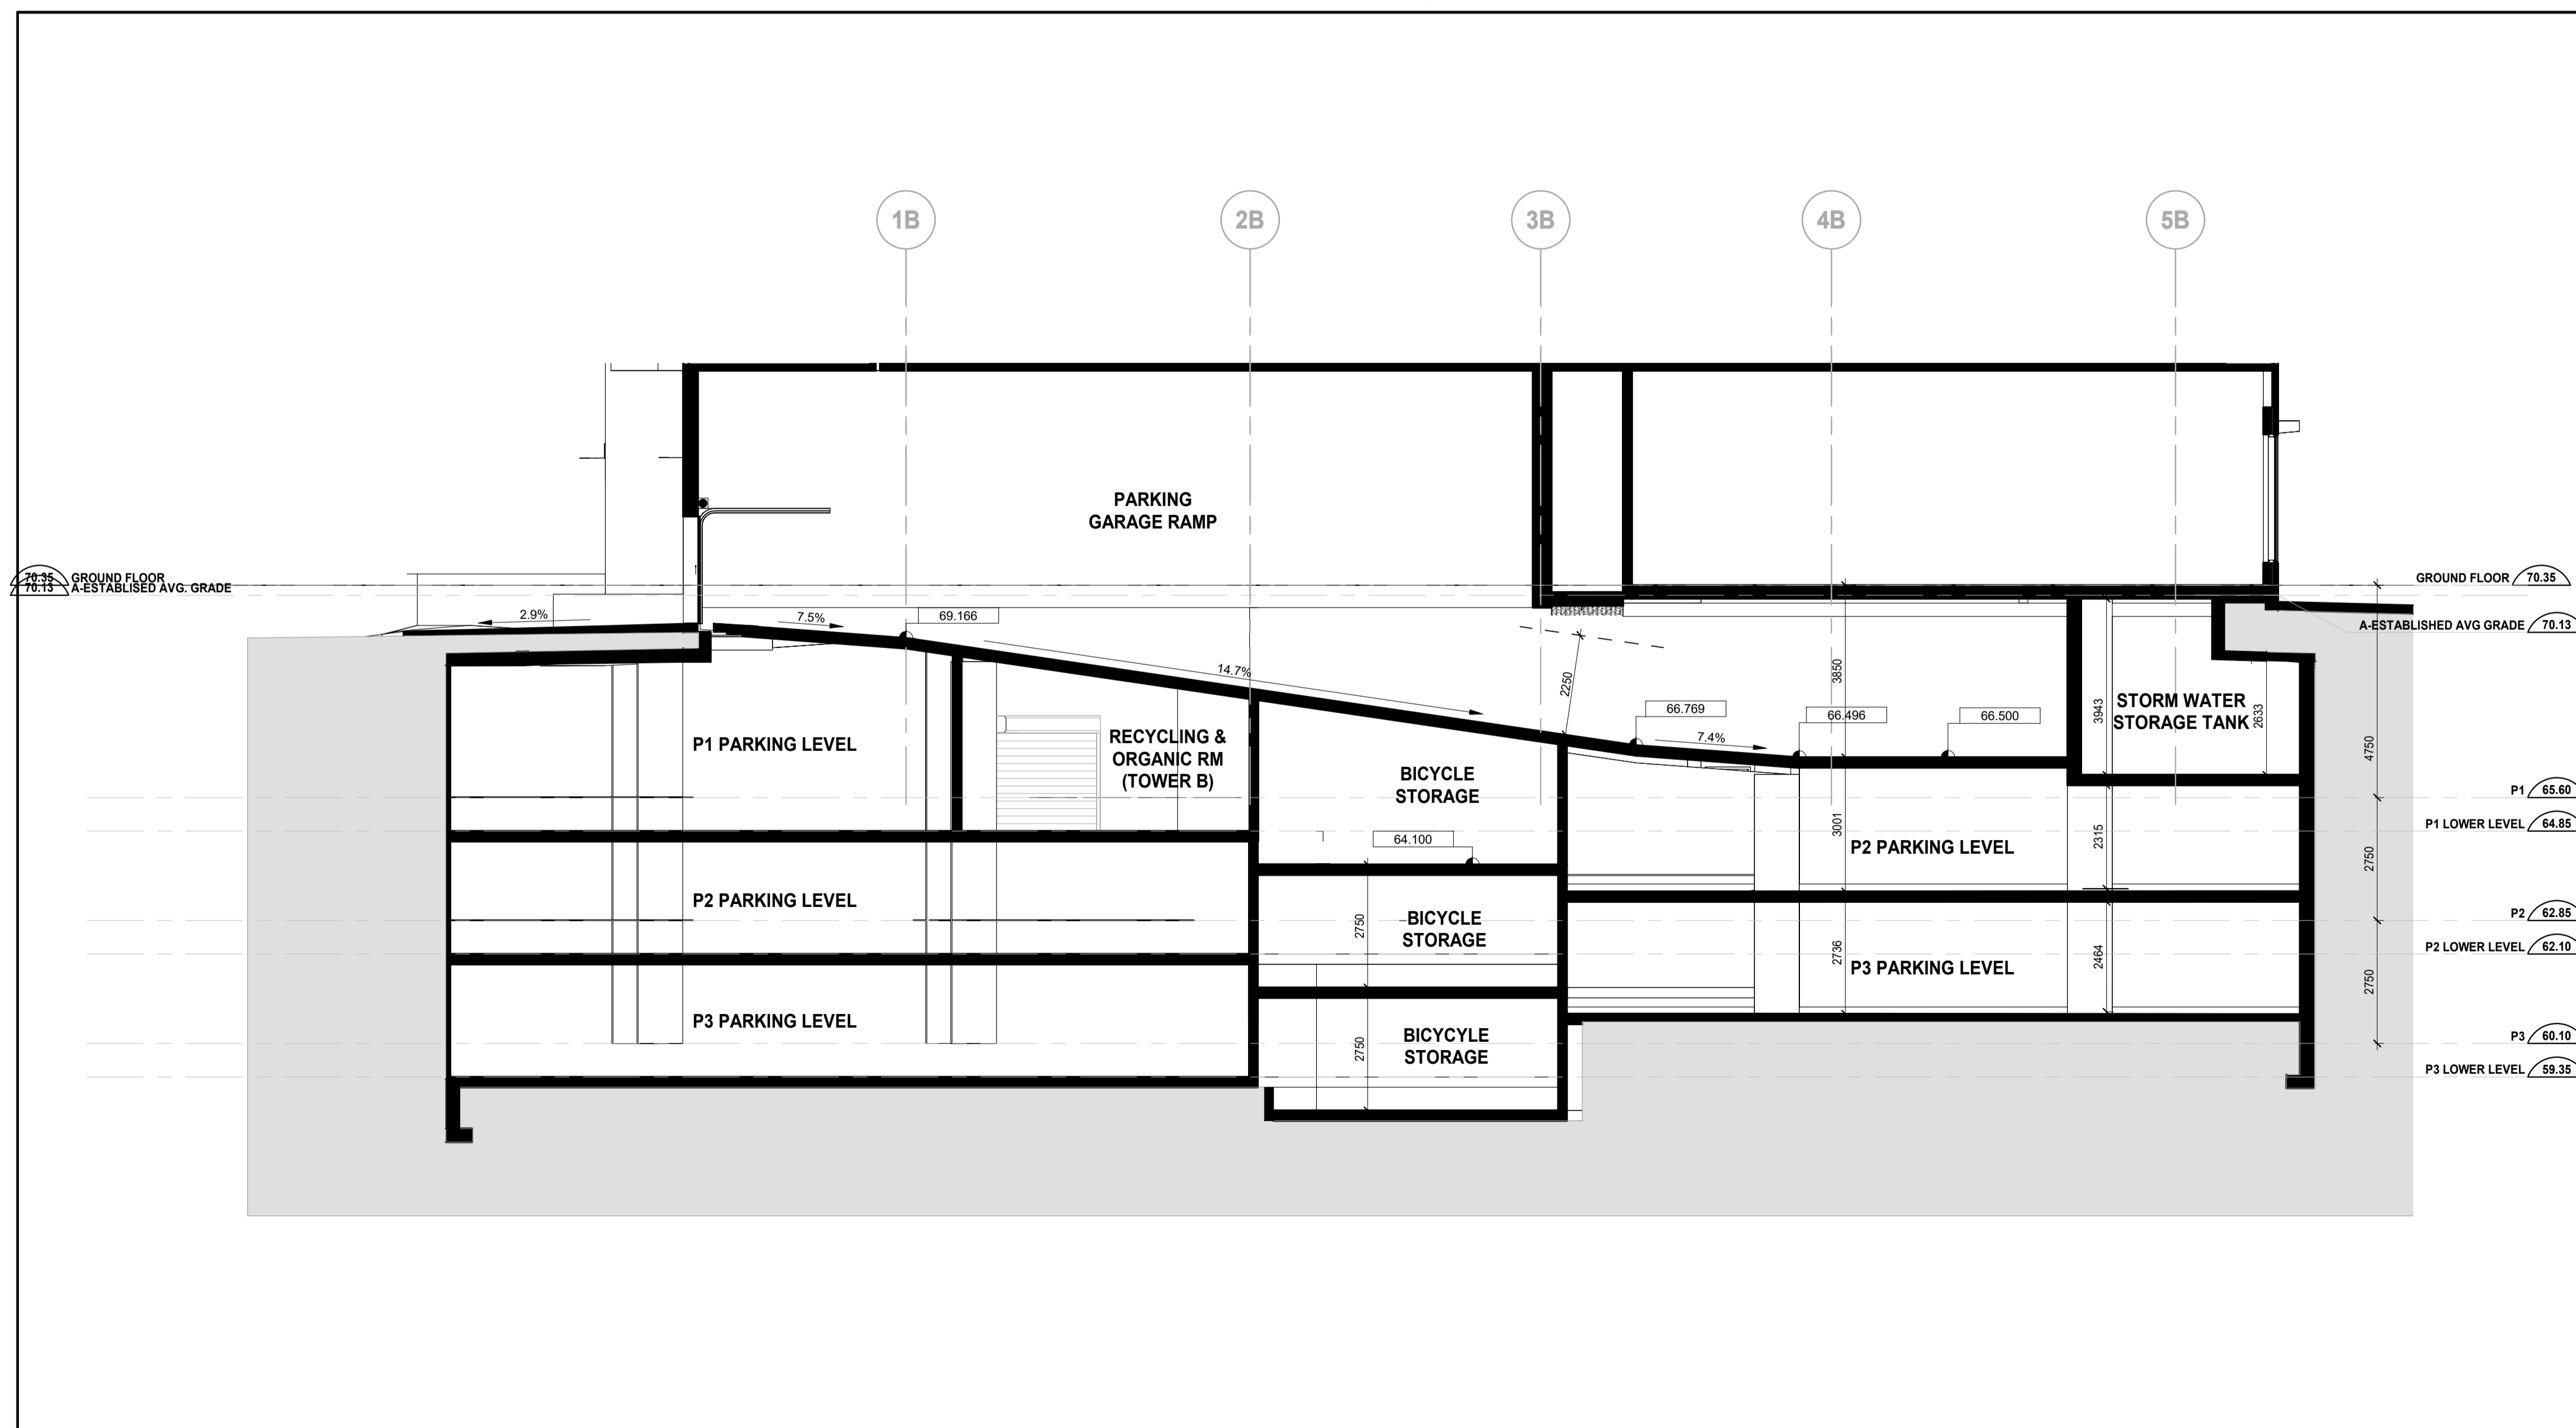 1B
2B
3B
4B
5B
PARKING
GARAGE RAMP
70.35 GROUND FLOOR
70.13 A-ESTABLISED AVG. GRADE
GROUND FLOOR 70.35
A-ESTABLISHED AVG GRADE 70.13
2.9%
7.5%
69.166
14.7%
2250
3850
66.769
7.4%
66.496
66.500
3943
STORM WATER
STORAGE TANK
2633
4750
P1 PARKING LEVEL
RECYCLING &
ORGANIC RM
(TOWER B)
BICYCLE
STORAGE
64.100
3001
P2 PARKING LEVEL
2315
P1 65.60
P1 LOWER LEVEL 64.85
2750
P2 PARKING LEVEL
2750
BICYCLE
STORAGE
2736
P3 PARKING LEVEL
2464
P2 62.85
P2 LOWER LEVEL 62.10
2750
P3 PARKING LEVEL
2750
BICYCYLE
STORAGE
P3 60.10
P3 LOWER LEVEL 59.35